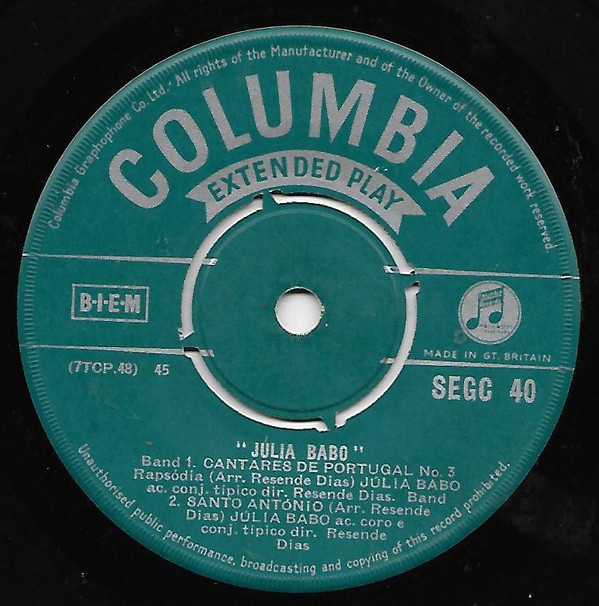 Columbia Graphophone Co. Ltd· All rights of the Manufacturer and of the Owner of the recorded work reserved.
COLUMBIA
EXTENDED PLAY
B·I·E·M
MADE IN GT. BRITAIN
(7TCP.48) 45
SEGC 40
"JÚLIA BABO"
Band 1. CANTARES DE PORTUGAL No. 3
Rapsódia (Arr. Resende Dias) JÚLIA BABO
ac. conj. tipico dir. Resende Dias. Band
2. SANTO ANTÓNIO (Arr. Resende
Dias) JÚLIA BABO ac. coro e
conj. tipico dir. Resende
Dias
Unauthorised public performance, broadcasting and copying of this record prohibited.